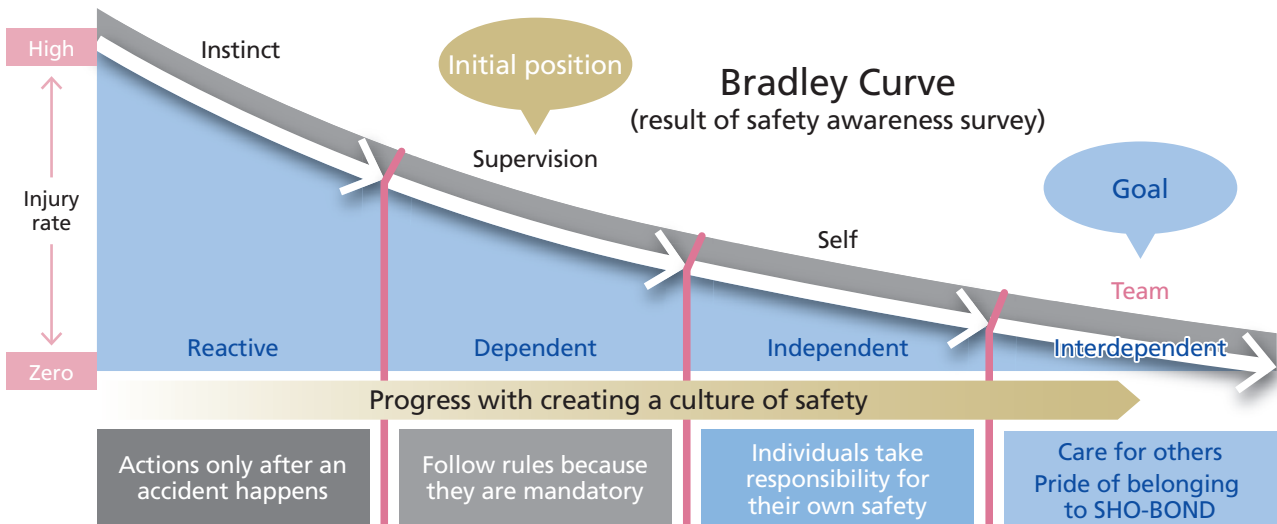 High
Instinct
Initial position
Bradley Curve
(result of safety awareness survey)
Supervision
Injury
rate
Goal
Self
Team
Reactive
Dependent
Independent
Interdependent
Zero
Progress with creating a culture of safety
Actions only after an
accident happens
Follow rules because
they are mandatory
Individuals take
responsibility for
their own safety
Care for others
Pride of belonging
to SHO-BOND